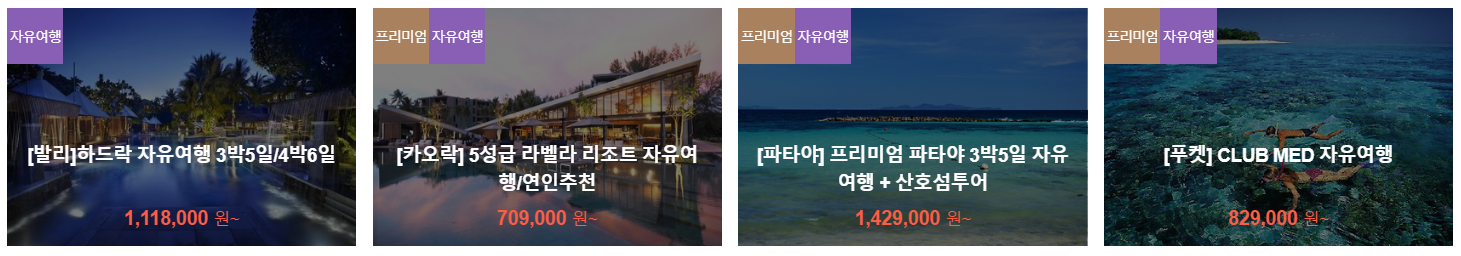 자유여행
[발리]하드락 자유여행 3박5일/4박6일
1,118,000 원~
프리미엄 자유여행
[카오락] 5성급 라벨라 리조트 자유여
행/연인추천
709,000 원~
프리미엄 자유여행
[파타야] 프리미엄 파타야 3박5일 자유
여행 + 산호섬투어
1,429,000 원~
프리미엄 자유여행
[푸켓] CLUB MED 자유여행
829,000 원~